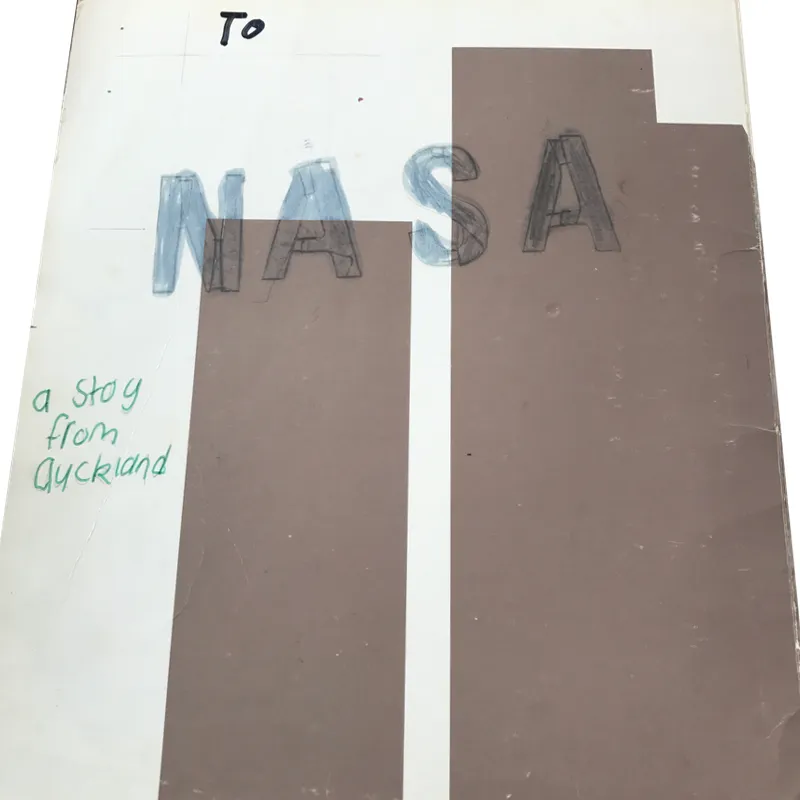 To
NASA
a stoy
from
auckland